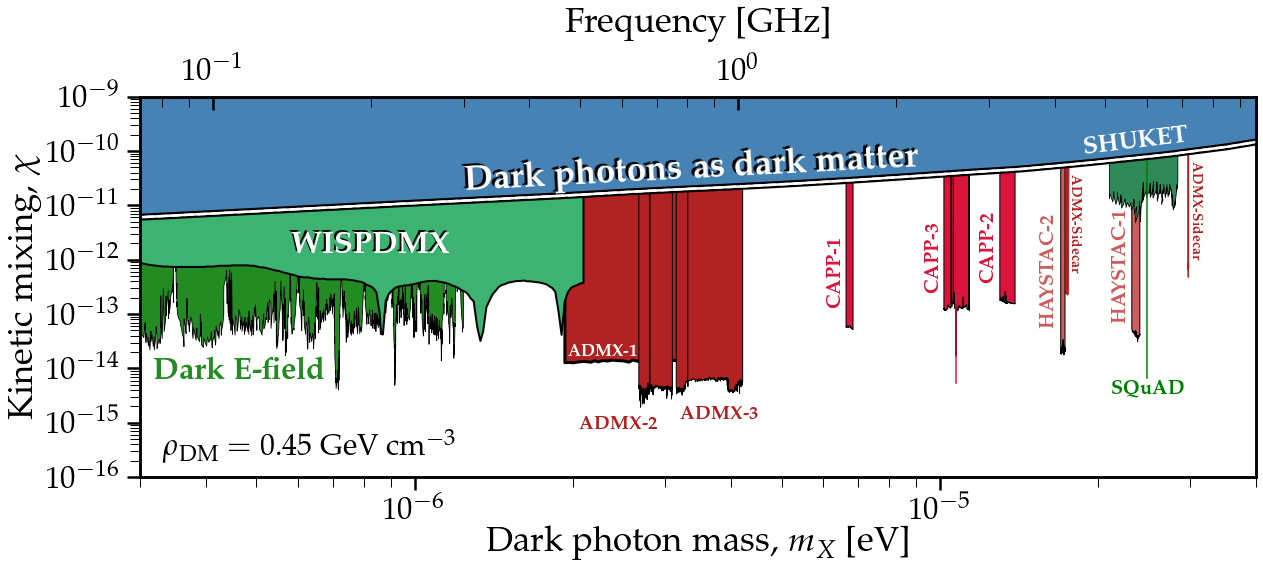 Frequency [GHz]
10⁻¹ 10⁰
10⁻⁹
10⁻¹⁰
10⁻¹¹
10⁻¹²
10⁻¹³
10⁻¹⁴
10⁻¹⁵
10⁻¹⁶
Kinetic mixing, χ
Dark photons as dark matter
SHUKET
WISPDMX
Dark E-field
ADMX-1
ADMX-2
ADMX-3
CAPP-1
CAPP-3
CAPP-2
HAYSTAC-2
ADMX-Sidecar
HAYSTAC-1
ADMX-Sidecar
SQuAD
ρ_DM = 0.45 GeV cm⁻³
10⁻⁶ 10⁻⁵
Dark photon mass, m_X [eV]